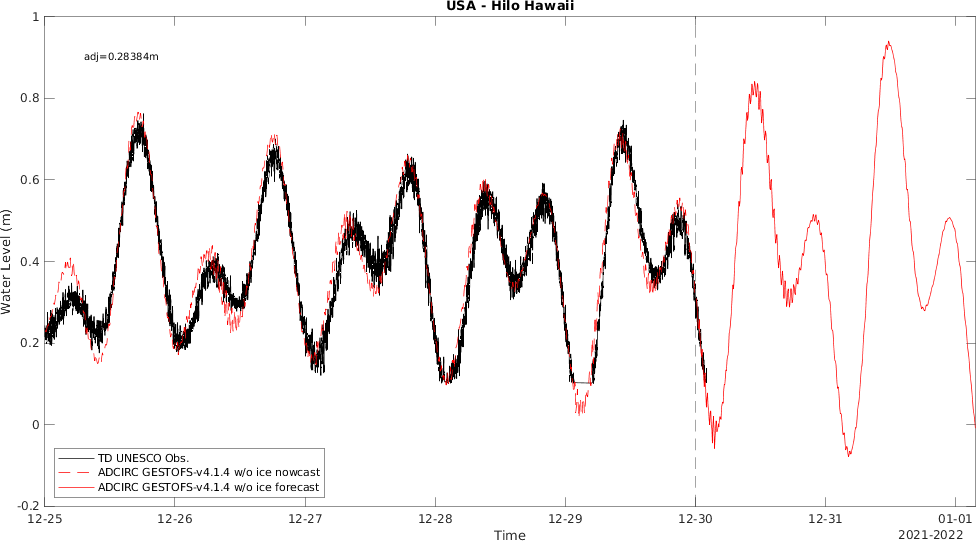 USA - Hilo Hawaii
adj=0.28384m
1
0.8
0.6
0.4
0.2
0
-0.2
Water Level (m)
TD UNESCO Obs.
ADCIRC GESTOFS-v4.1.4 w/o ice nowcast
ADCIRC GESTOFS-v4.1.4 w/o ice forecast
12-25 12-26 12-27 12-28 12-29 12-30 12-31 01-01
Time
2021-2022